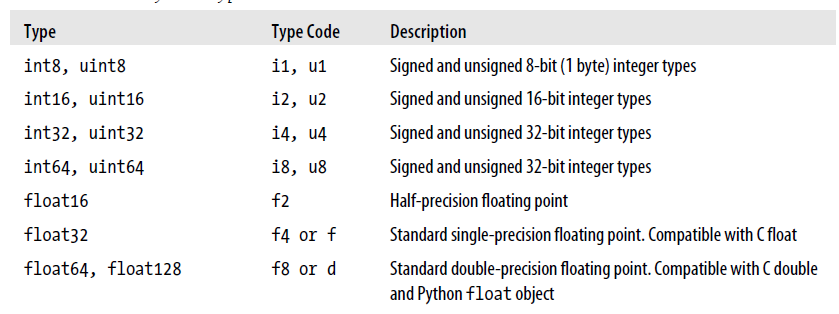 Type Type Code Description
int8, uint8 i1, u1 Signed and unsigned 8-bit (1 byte) integer types
int16, uint16 i2, u2 Signed and unsigned 16-bit integer types
int32, uint32 i4, u4 Signed and unsigned 32-bit integer types
int64, uint64 i8, u8 Signed and unsigned 32-bit integer types
float16 f2 Half-precision floating point
float32 f4 or f Standard single-precision floating point. Compatible with C float
float64, float128 f8 or d Standard double-precision floating point. Compatible with C double
and Python float object